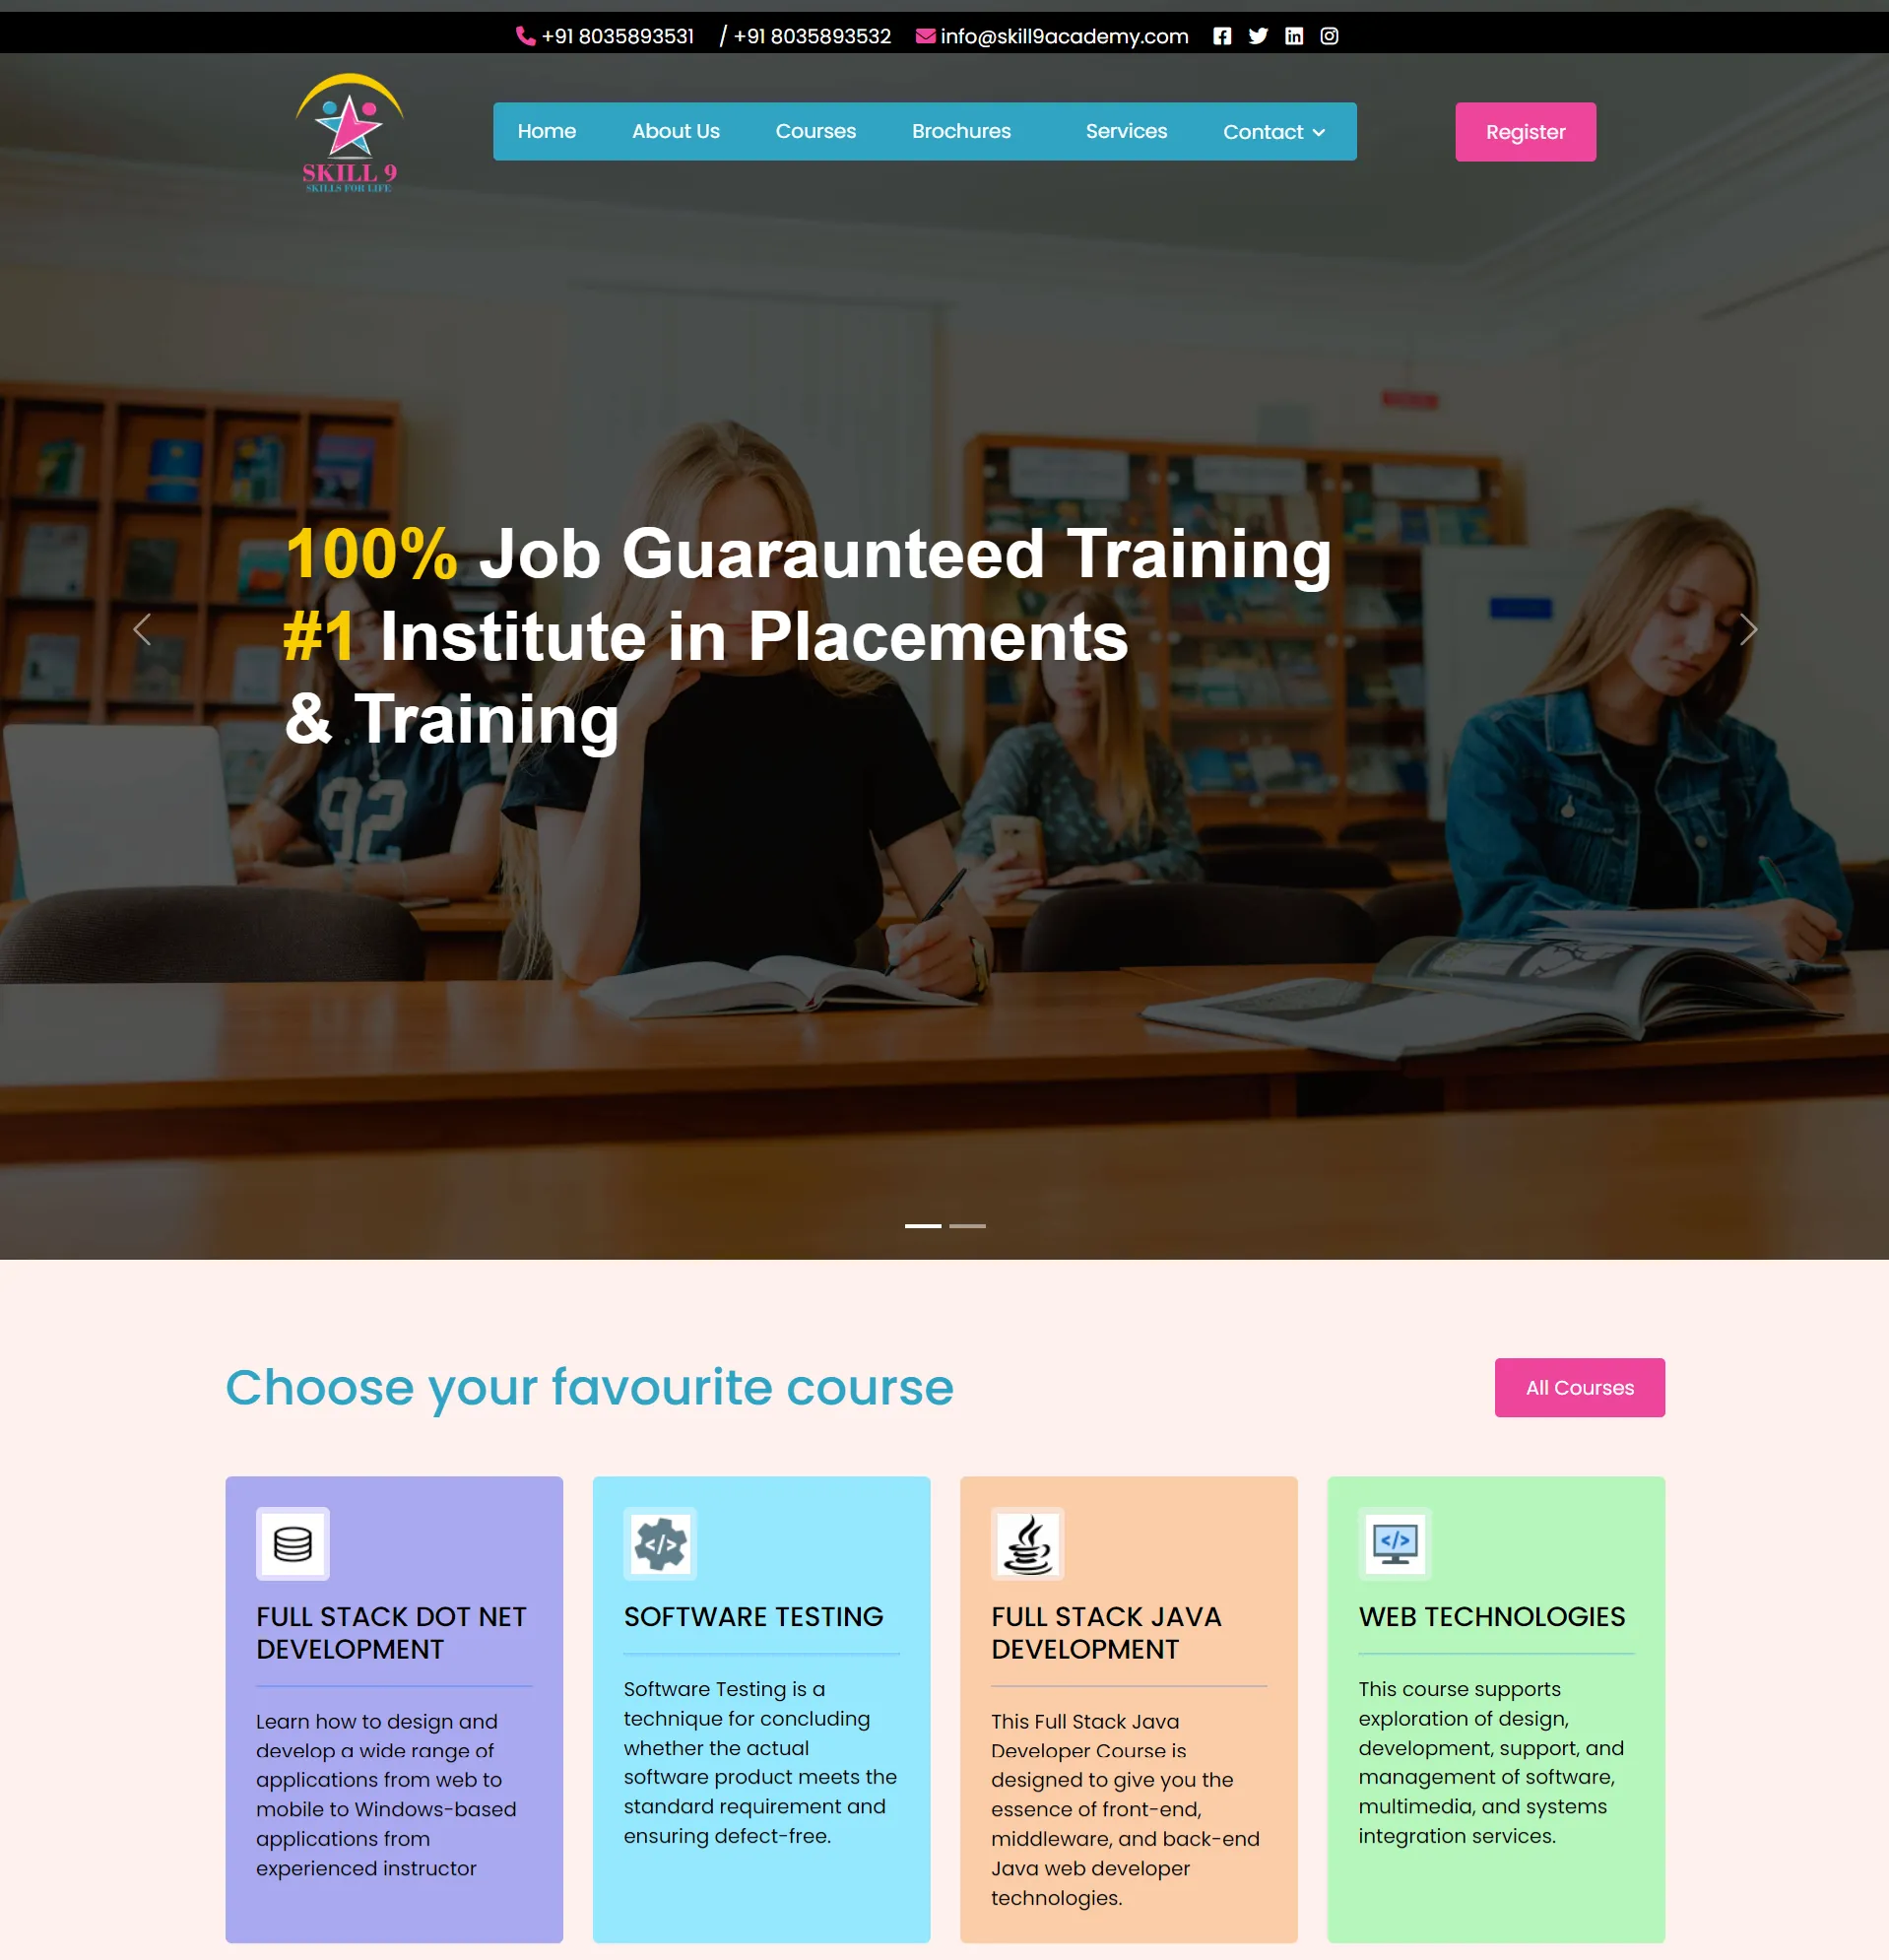 +91 8035893531 / +91 8035893532 info@skill9academy.com
SKILL 9
SKILLS FOR LIFE
Home About Us Courses Brochures Services Contact
Register
100% Job Guaraunteed Training
#1 Institute in Placements
& Training
92
Choose your favourite course
All Courses
FULL STACK DOT NET
DEVELOPMENT
Learn how to design and
develop a wide range of
applications from web to
mobile to Windows-based
applications from
experienced instructor
</>
SOFTWARE TESTING
Software Testing is a
technique for concluding
whether the actual
software product meets the
standard requirement and
ensuring defect-free.
FULL STACK JAVA
DEVELOPMENT
This Full Stack Java
Developer Course is
designed to give you the
essence of front-end,
middleware, and back-end
Java web developer
technologies.
</>
WEB TECHNOLOGIES
This course supports
exploration of design,
development, support, and
management of software,
multimedia, and systems
integration services.